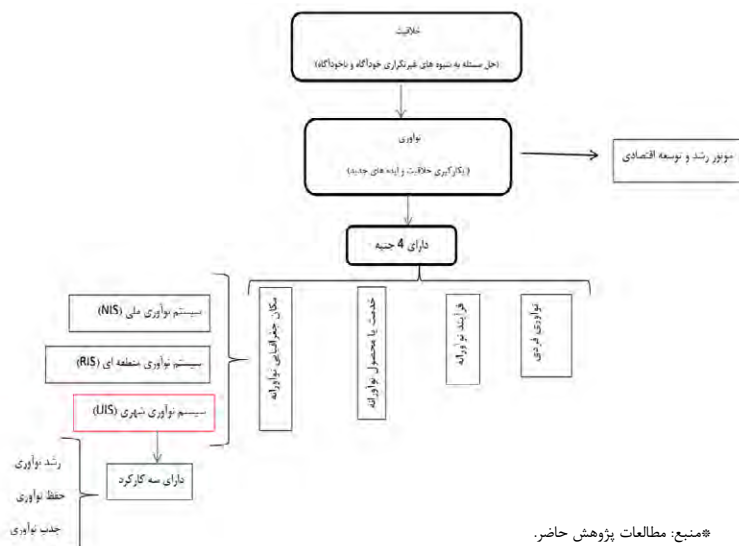 خلاقیت
(حل مسئله به شیوه های غیرتکراری خودآگاه و ناخودآگاه)
نوآوری
(بکارگیری خلاقیت و ایده های جدید)
موتور رشد و توسعه اقتصادی
دارای 4 جنبه
نوآوری فردی
فرآیند نوآورانه
خدمت یا محصول نوآورانه
مکان جغرافیایی نوآورانه
سیستم نوآوری ملی (NIS)
سیستم نوآوری منطقه ای (RIS)
سیستم نوآوری شهری (UIS)
دارای سه کارکرد
رشد نوآوری
حفظ نوآوری
جذب نوآوری
*منبع: مطالعات پژوهش حاضر.